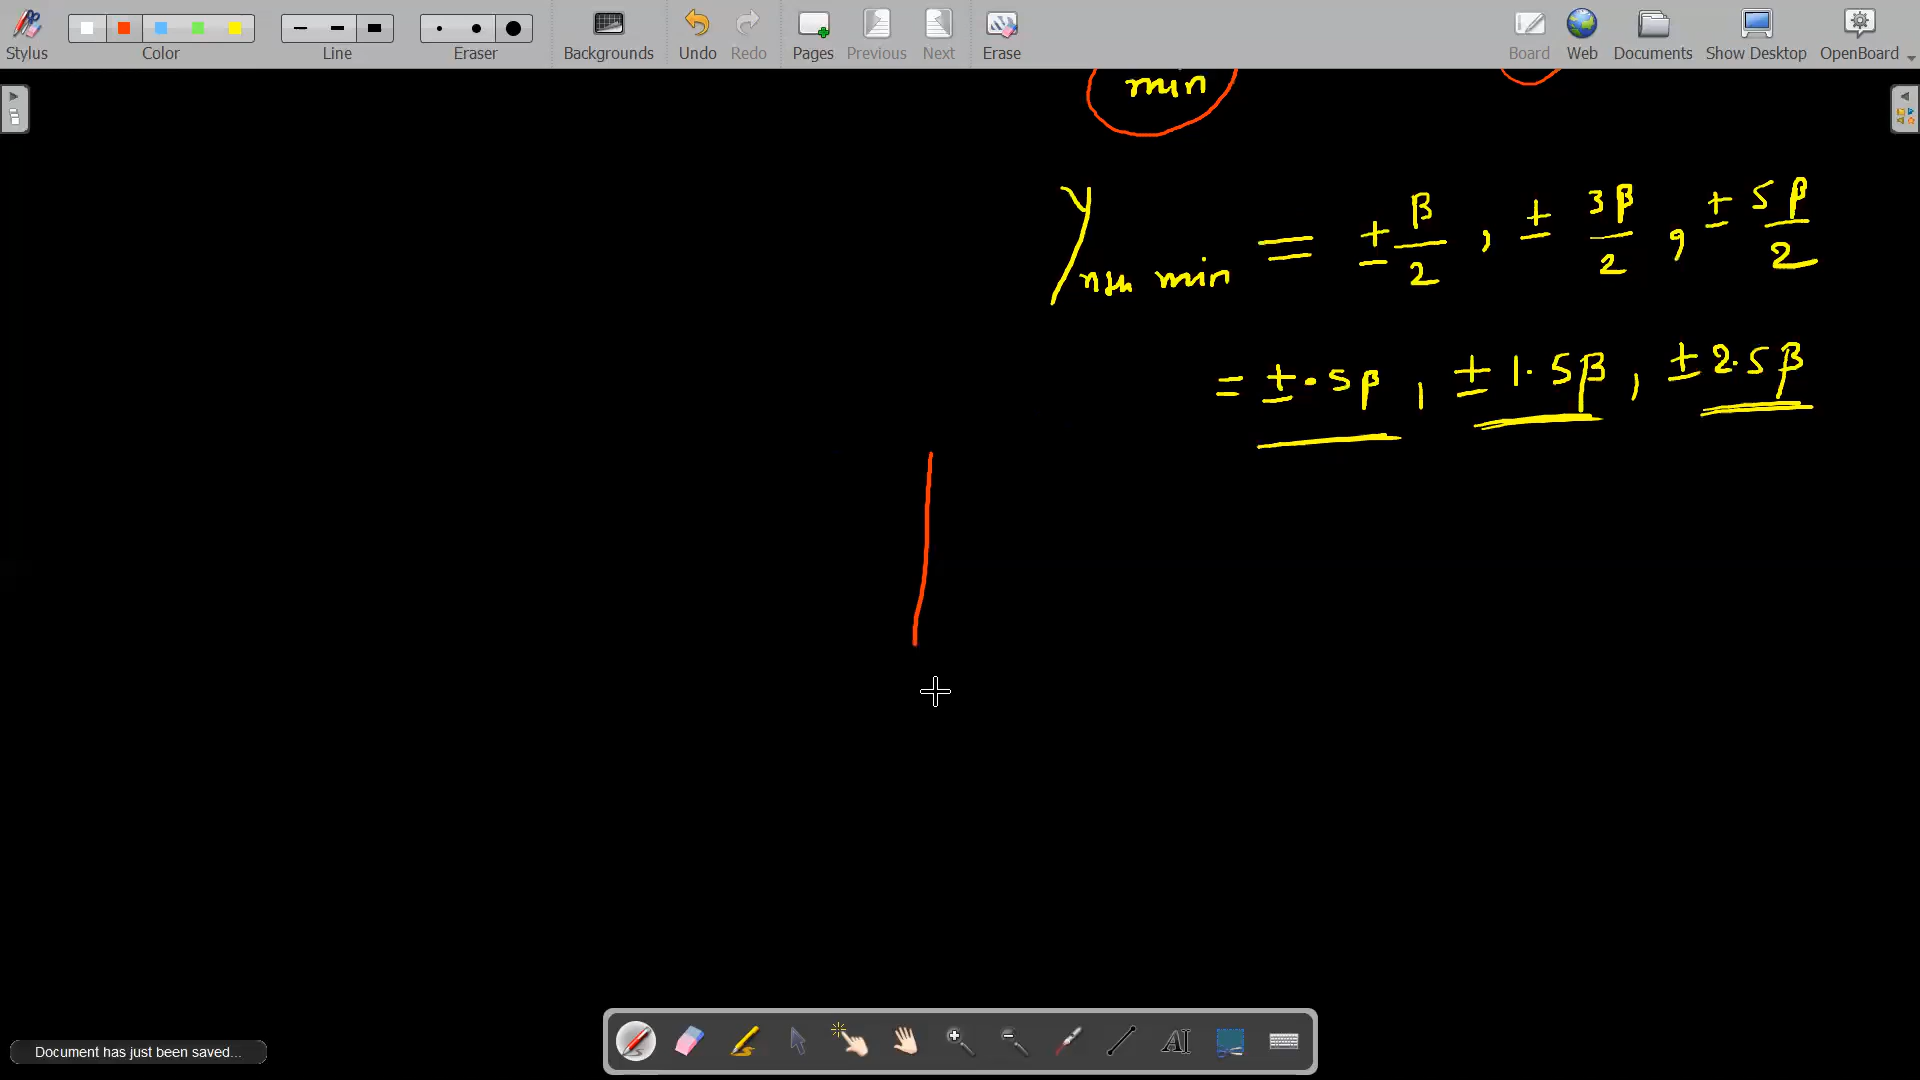 Stylus Color Line Eraser Backgrounds Undo Redo Pages Previous Next Erase Board Web Documents Show Desktop OpenBoard
min
y nth min = ± β/2 , ± 3β/2 , ± 5β/2
= ± .5β , ± 1.5β , ± 2.5β
Document has just been saved...
AI